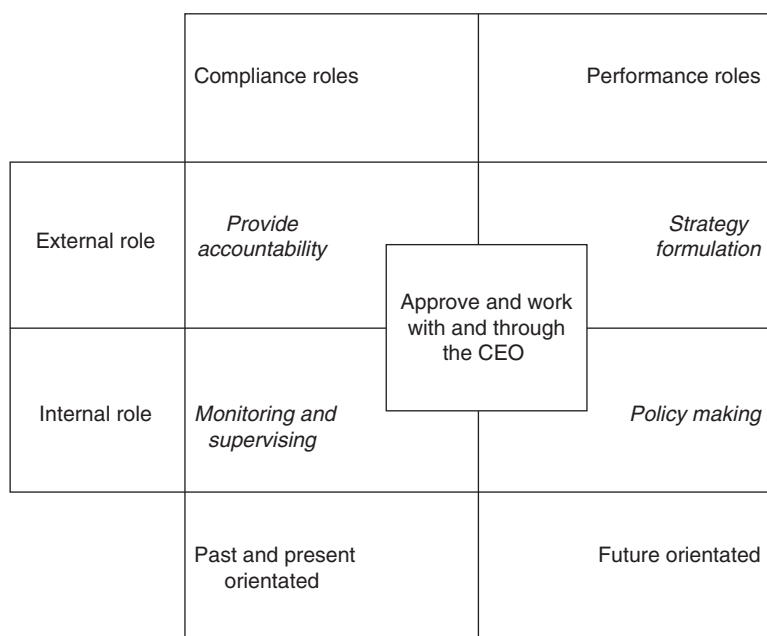 Compliance roles
Performance roles
External role
Provide
accountability
Strategy
formulation
Approve and work
with and through
the CEO
Internal role
Monitoring and
supervising
Policy making
Past and present
orientated
Future orientated